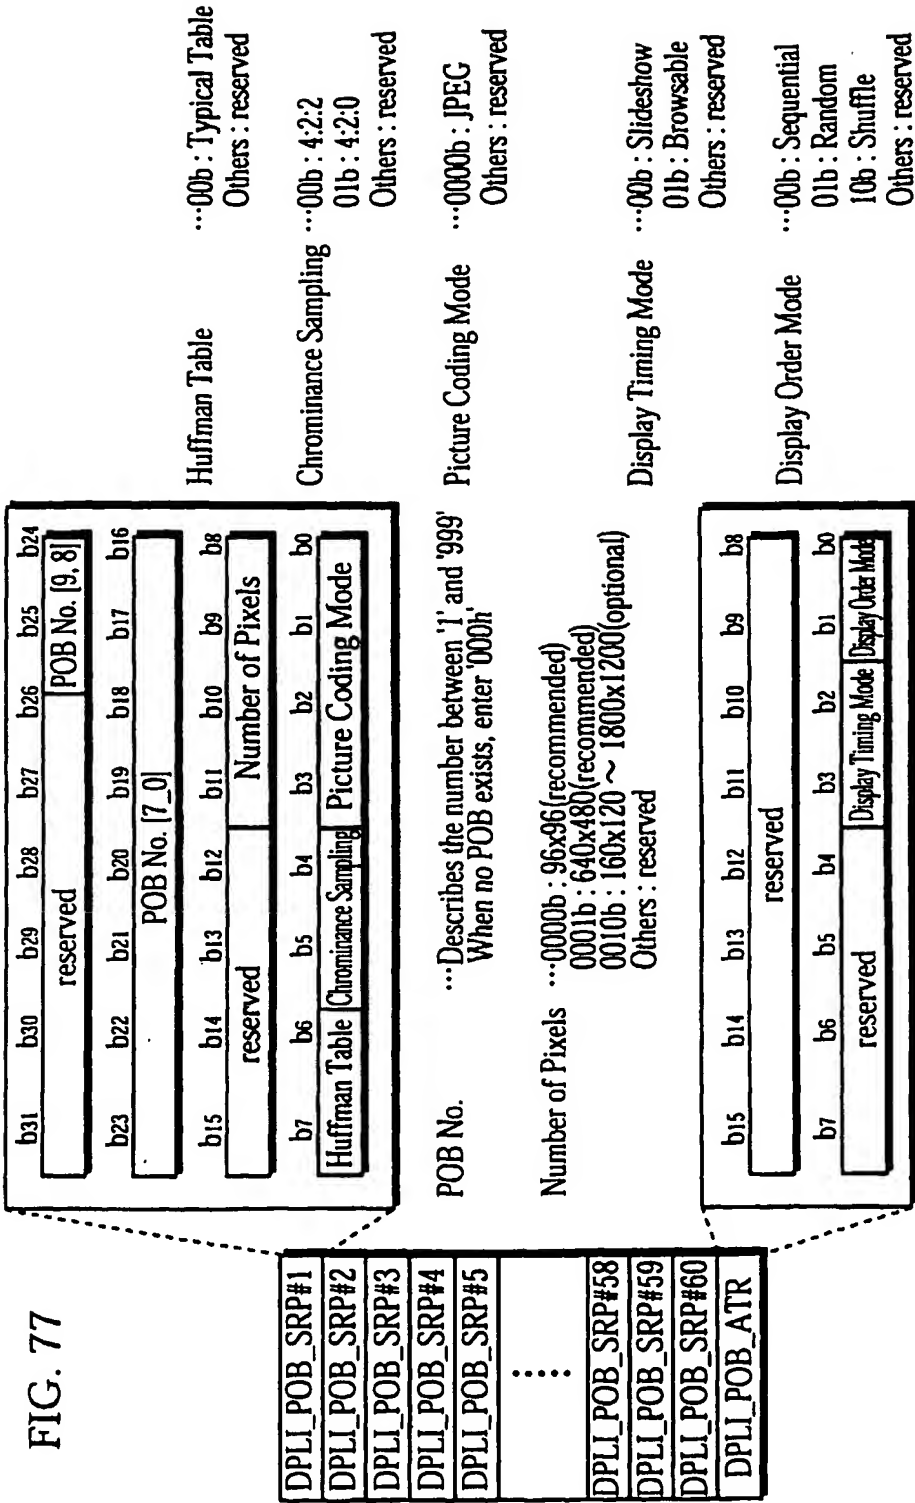 FIG. 77
DPLI_POB_SRP#1
DPLI_POB_SRP#2
DPLI_POB_SRP#3
DPLI_POB_SRP#4
DPLI_POB_SRP#5
.....
DPLI_POB_SRP#58
DPLI_POB_SRP#59
DPLI_POB_SRP#60
DPLI_POB_ATR
b31 b30 b29 b28 b27 b26 b25 b24
reserved POB No. [9, 8]
b23 b22 b21 b20 b19 b18 b17 b16
POB No. [7_0]
b15 b14 b13 b12 b11 b10 b9 b8
reserved Number of Pixels
b7 b6 b5 b4 b3 b2 b1 b0
Huffman Table Chrominance Sampling Picture Coding Mode
POB No. ···Describes the number between '1' and '999'
When no POB exists, enter '000h'
Number of Pixels ···0000b : 96x96(recommended)
0001b : 640x480(recommended)
0010b : 160x120 ~ 1800x1200(optional)
Others : reserved
b15 b14 b13 b12 b11 b10 b9 b8
reserved
b7 b6 b5 b4 b3 b2 b1 b0
reserved Display Timing Mode Display Order Mode
Huffman Table ···00b : Typical Table
Others : reserved
Chrominance Sampling ···00b : 4:2:2
01b : 4:2:0
Others : reserved
Picture Coding Mode ···0000b : JPEG
Others : reserved
Display Timing Mode ···00b : Slideshow
01b : Browsable
Others : reserved
Display Order Mode ···00b : Sequential
01b : Random
10b : Shuffle
Others : reserved